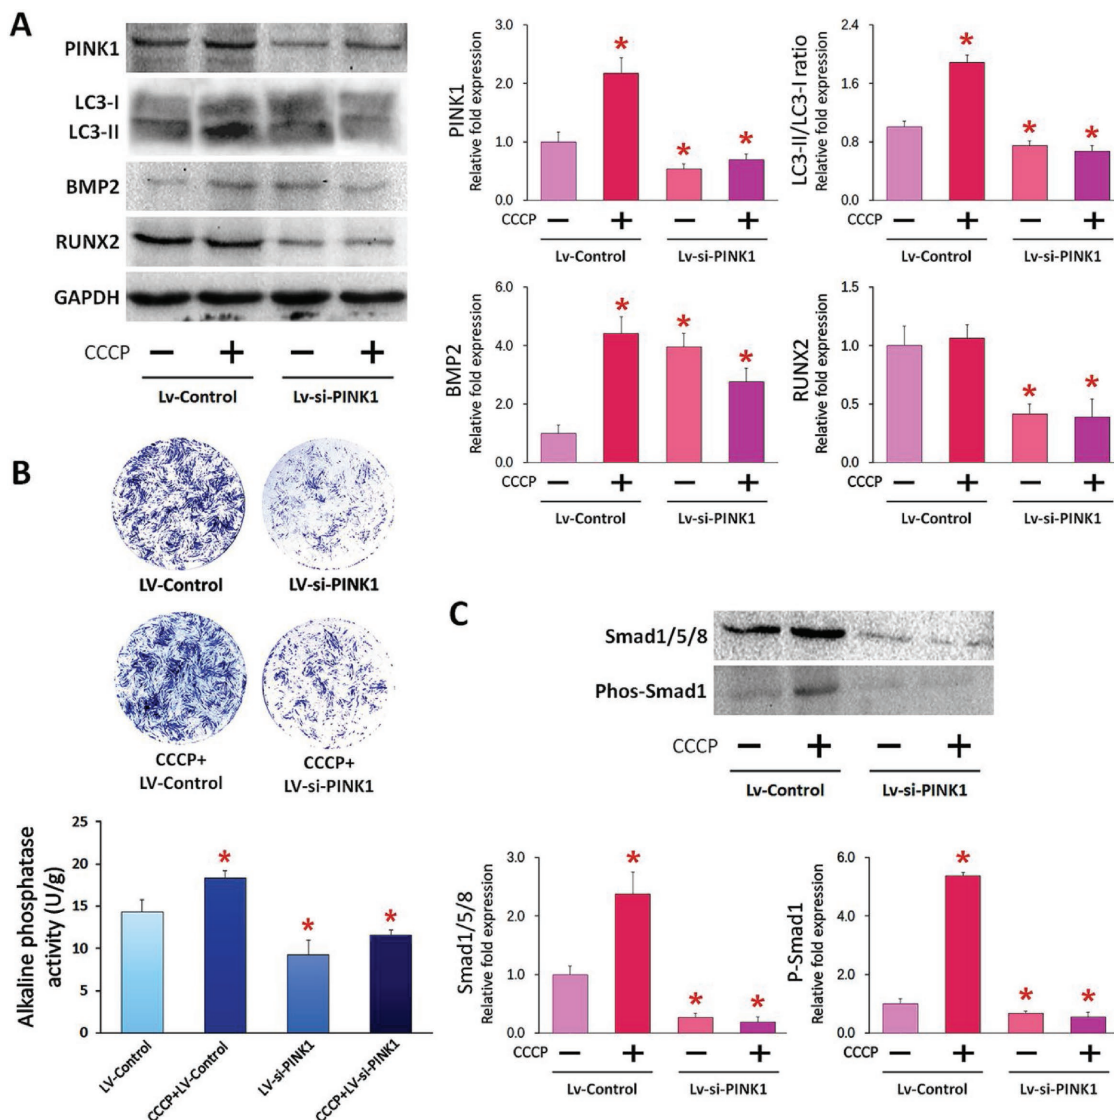 A
PINK1
LC3-I
LC3-II
BMP2
RUNX2
GAPDH
CCCP − + − +
Lv-Control Lv-si-PINK1
PINK1
Relative fold expression
3.0
2.0
1.0
0.0
*
*
*
CCCP − + − +
Lv-Control Lv-si-PINK1
LC3-II/LC3-I ratio
Relative fold expression
2.4
1.6
0.8
0.0
*
*
*
CCCP − + − +
Lv-Control Lv-si-PINK1
BMP2
Relative fold expression
6.0
4.0
2.0
0.0
*
*
*
CCCP − + − +
Lv-Control Lv-si-PINK1
RUNX2
Relative fold expression
1.5
1.0
0.5
0.0
*
*
CCCP − + − +
Lv-Control Lv-si-PINK1
B
LV-Control LV-si-PINK1
CCCP+ CCCP+
LV-Control LV-si-PINK1
Alkaline phosphatase
activity (U/g)
25
20
15
10
5
0
*
*
*
LV-Control
CCCP+LV-Control
LV-si-PINK1
CCCP+LV-si-PINK1
C
Smad1/5/8
Phos-Smad1
CCCP − + − +
Lv-Control Lv-si-PINK1
Smad1/5/8
Relative fold expression
3.0
2.0
1.0
0.0
*
*
*
CCCP − + − +
Lv-Control Lv-si-PINK1
P-Smad1
Relative fold expression
6.0
4.0
2.0
0.0
*
*
*
CCCP − + − +
Lv-Control Lv-si-PINK1